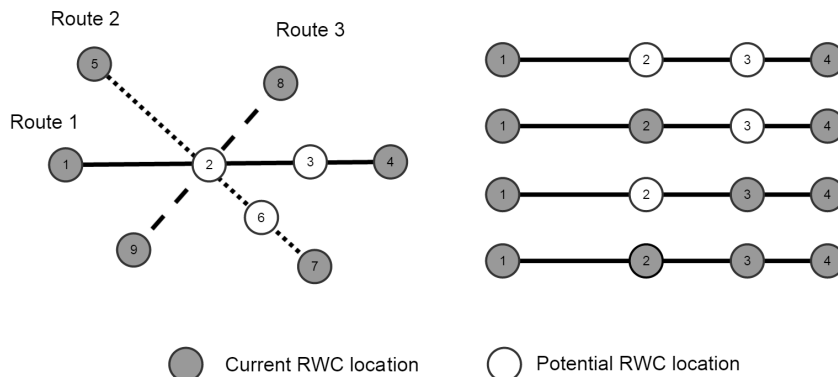 Route 2
Route 3
5
8
Route 1
1
2
3
4
6
9
7
1 2 3 4
1 2 3 4
1 2 3 4
1 2 3 4
Current RWC location
Potential RWC location